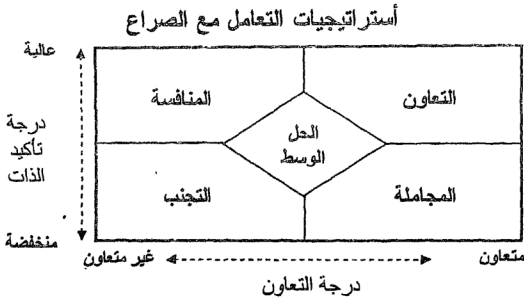 أستراتيجيات التعامل مع الصراع
عالية
التعاون
المنافسة
درجة
تأكيد
الذات
الحل
الوسط
المجاملة
التجنب
منخفضة
متعاون
غير متعاون
درجة التعاون